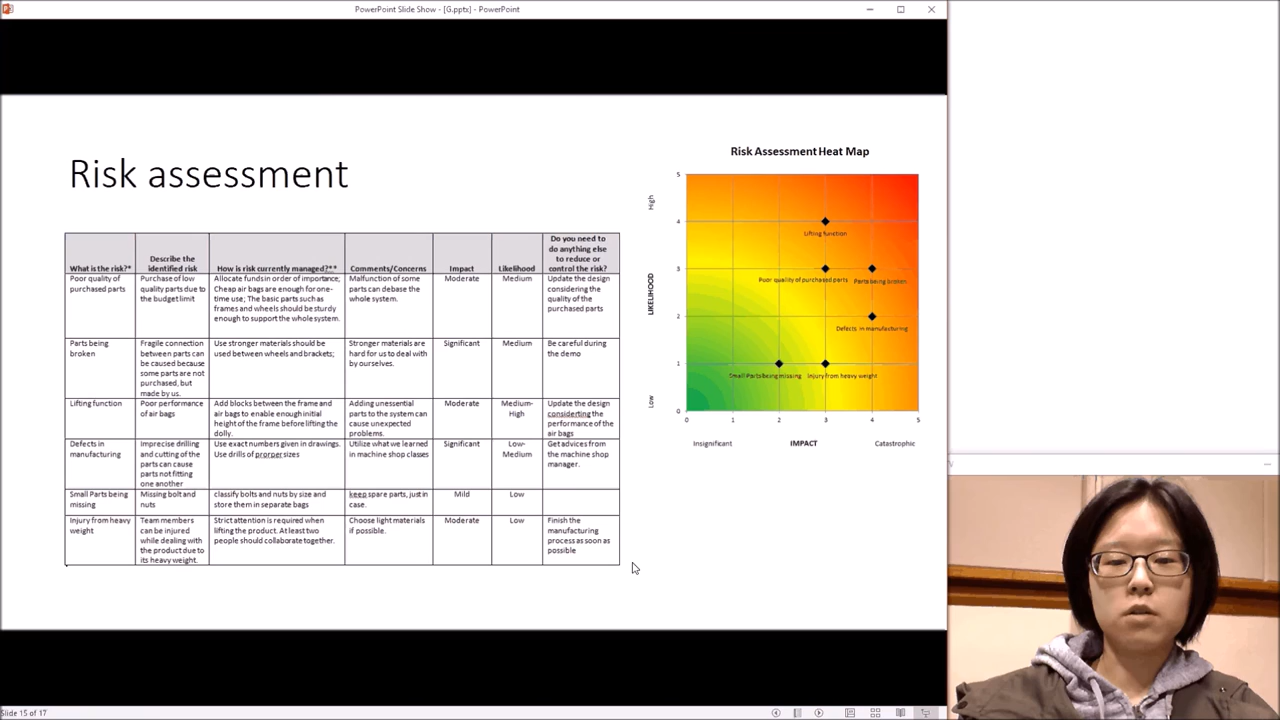 PowerPoint Slide Show - [G.pptx] - PowerPoint
Risk assessment
What is the risk?*
Describe the
identified risk
How is risk currently managed?**
Comments/Concerns
Impact
Likelihood
Do you need to
do anything else
to reduce or
control the risk?
Poor quality of
purchased parts
Purchase of low
quality parts due to
the budget limit
Allocate funds in order of importance,
Cheap air bags are enough for one-
time use; The basic parts such as
frames and wheels should be sturdy
enough to support the whole system.
Malfunction of some
parts can debase the
whole system.
Moderate
Medium
Update the design
considering the
quality of the
purchased parts
Parts being
broken
Fragile connection
between parts can
be caused because
some parts are not
purchased, but
made by us.
Use stronger materials should be
used between wheels and brackets;
Stronger materials are
hard for us to deal with
by ourselves.
Significant
Medium
Be careful during
the demo
Lifting function
Poor performance
of air bags
Add blocks between the frame and
air bags to enable enough initial
height of the frame before lifting the
dolly.
Adding unessential
parts to the system can
cause unexpected
problems.
Moderate
Medium-
High
Update the design
considerting the
performance of the
air bags
Defects in
manufacturing
Imprecise drilling
and cutting of the
parts can cause
parts not fitting
one another
Use exact numbers given in drawings.
Use drills of prorper sizes
Utilize what we learned
in machine shop classes
Significant
Low-
Medium
Get advices from
the machine shop
manager.
Small Parts being
missing
Missing bolt and
nuts
classify bolts and nuts by size and
store them in separate bags
keep spare parts, just in
case.
Mild
Low
Injury from heavy
weight
Team members
can be injured
while dealing with
the product due to
its heavy weight.
Strict attention is required when
lifting the product. At least two
people should collaborate together.
Choose light materials
if possible.
Moderate
Low
Finish the
manufacturing
process as soon as
possible
Risk Assessment Heat Map
High
LIKELIHOOD
Low
5
4
3
2
1
0
Lifting function
Poor quality of purchased parts
Parts being broken
Defects in manufacturing
Small Parts being missing
Injury from heavy weight
0 1 2 3 4 5
Insignificant IMPACT Catastrophic
Slide 15 of 17